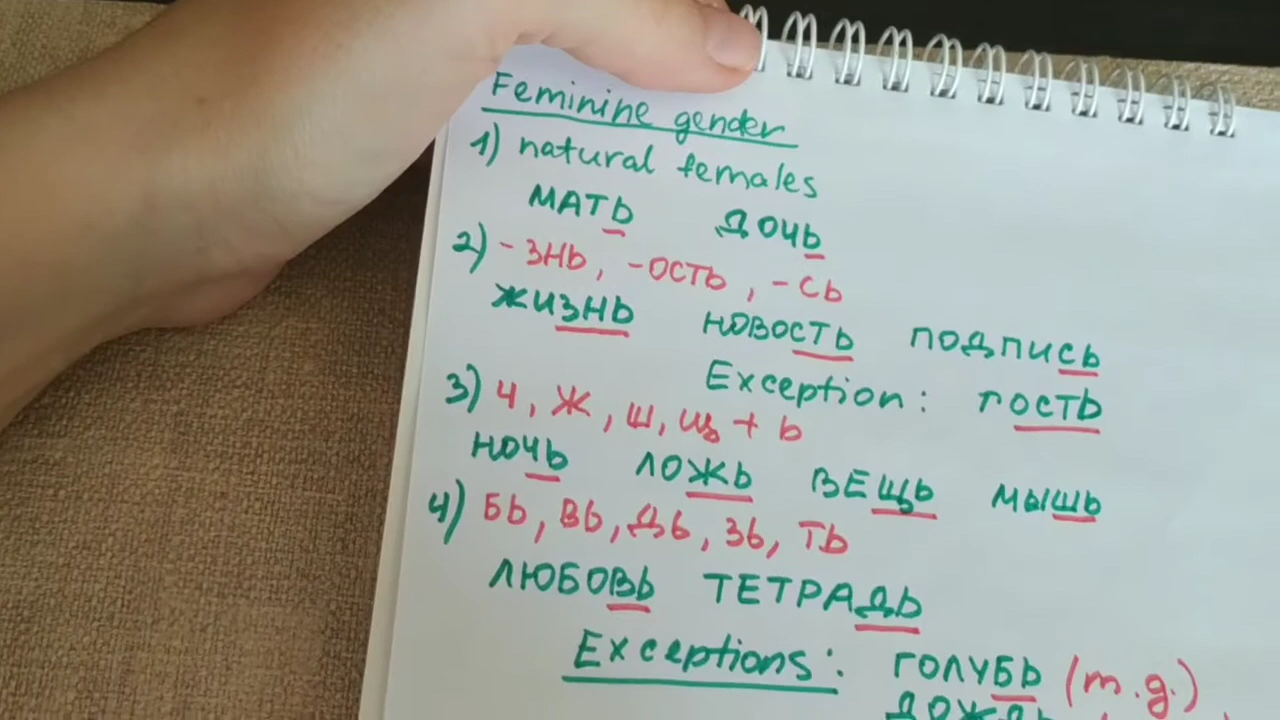 Feminine gender
1) natural females
МАТЬ ДОЧЬ
2) -ЗНЬ, -ОСТЬ, -СЬ
ЖИЗНЬ НОВОСТЬ ПОДПИСЬ
Exception: ГОСТЬ
3) Ч, Ж, Ш, Щ + Ь
НОЧЬ ЛОЖЬ ВЕЩЬ МЫШЬ
4) БЬ, ВЬ, ДЬ, ЗЬ, ТЬ
ЛЮБОВЬ ТЕТРАДЬ
Exceptions: ГОЛУБЬ (m.g.)
ДОЖДЬ